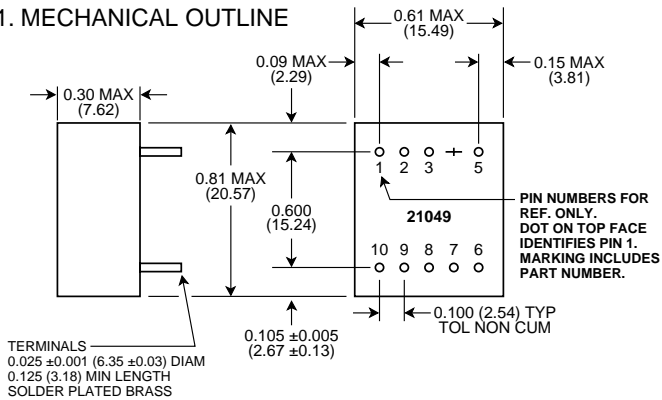 1. MECHANICAL OUTLINE
0.61 MAX
(15.49)
0.09 MAX
(2.29)
0.15 MAX
(3.81)
0.30 MAX
(7.62)
0.81 MAX
(20.57)
0.600
(15.24)
1 2 3 5
21049
10 9 8 7 6
PIN NUMBERS FOR
REF. ONLY.
DOT ON TOP FACE
IDENTIFIES PIN 1.
MARKING INCLUDES
PART NUMBER.
0.105 ±0.005
(2.67 ±0.13)
0.100 (2.54) TYP
TOL NON CUM
TERMINALS
0.025 ±0.001 (6.35 ±0.03) DIAM
0.125 (3.18) MIN LENGTH
SOLDER PLATED BRASS